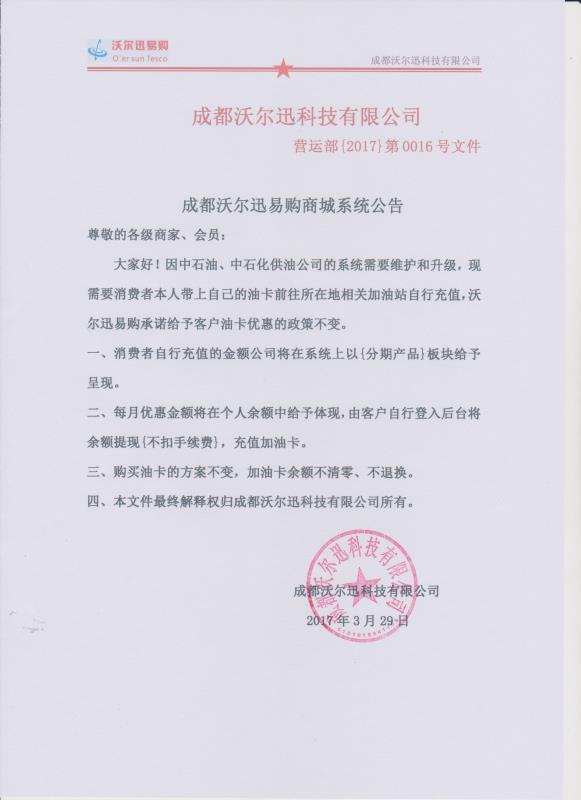 沃尔迅易购
O'er sun Tesco
成都沃尔迅科技有限公司
成都沃尔迅科技有限公司
营运部{2017}第0016号文件
成都沃尔迅易购商城系统公告
尊敬的各级商家、会员：
大家好！因中石油、中石化供油公司的系统需要维护和升级，现
需要消费者本人带上自己的油卡前往所在地相关加油站自行充值，沃
尔迅易购承诺给予客户油卡优惠的政策不变。
一、消费者自行充值的金额公司将在系统上以{分期产品}板块给予
呈现。
二、每月优惠金额将在个人余额中给予体现，由客户自行登入后台将
余额提现{不扣手续费}，充值加油卡。
三、购买油卡的方案不变，加油卡余额不清零、不退换。
四、本文件最终解释权归成都沃尔迅科技有限公司所有。
成都沃尔迅科技有限公司
成都沃尔迅科技有限公司
2017年3月29日